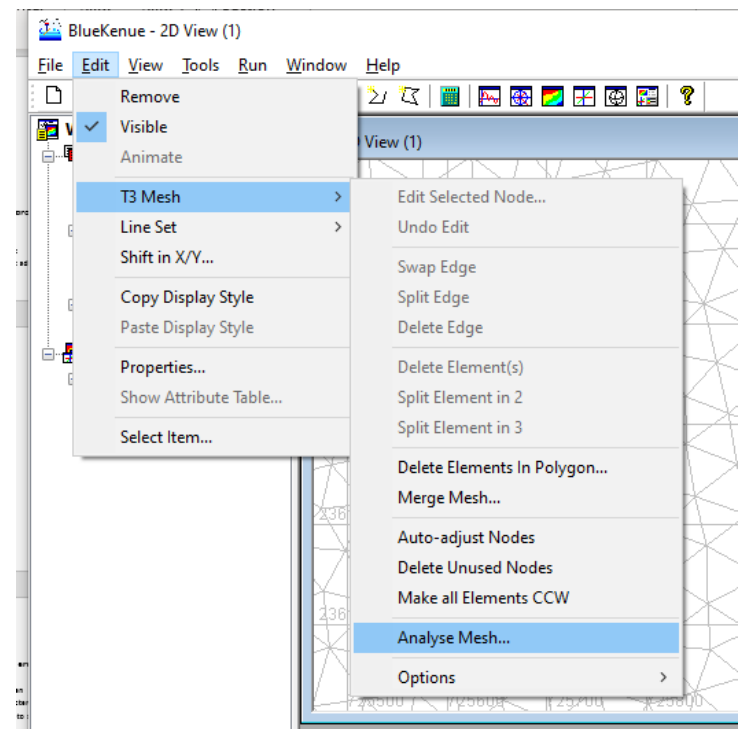 BlueKenue - 2D View (1)
File Edit View Tools Run Window Help
View (1)
Remove
Visible
Animate
T3 Mesh
Line Set
Shift in X/Y...
Copy Display Style
Paste Display Style
Properties...
Show Attribute Table...
Select Item...
Edit Selected Node...
Undo Edit
Swap Edge
Split Edge
Delete Edge
Delete Element(s)
Split Element in 2
Split Element in 3
Delete Elements In Polygon...
Merge Mesh...
Auto-adjust Nodes
Delete Unused Nodes
Make all Elements CCW
Analyse Mesh...
Options
236
236